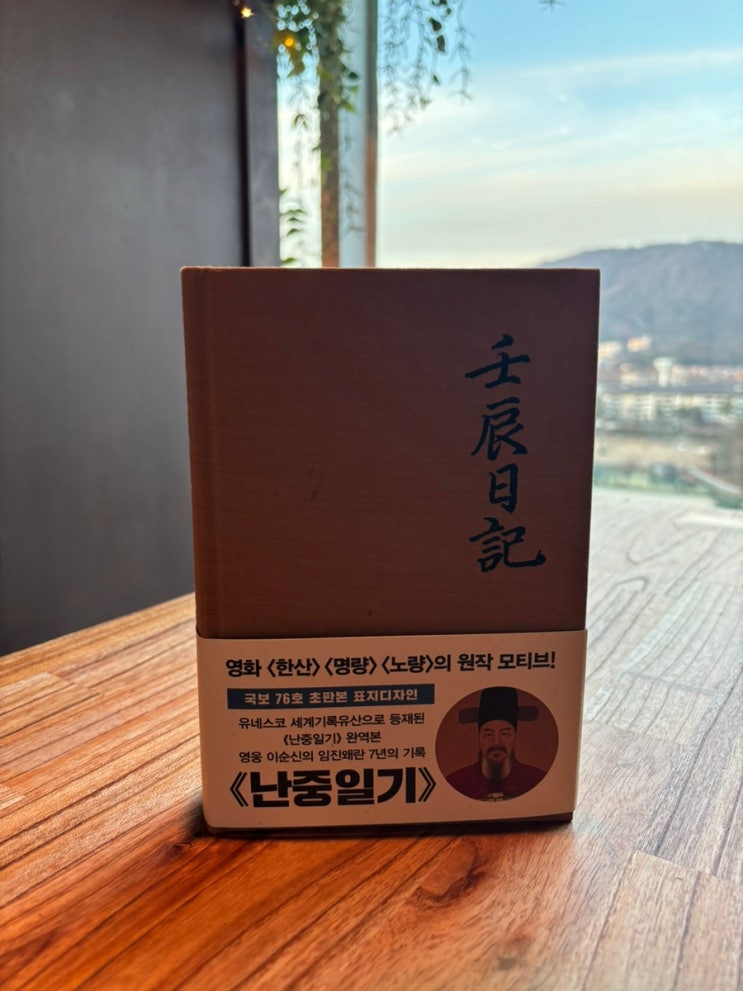 壬辰日記
영화 〈한산〉 〈명량〉 〈노량〉의 원작 모티브!
국보 76호 초판본 표지디자인
유네스코 세계기록유산으로 등재된
《난중일기》 완역본
영웅 이순신의 임진왜란 7년의 기록
《난중일기》